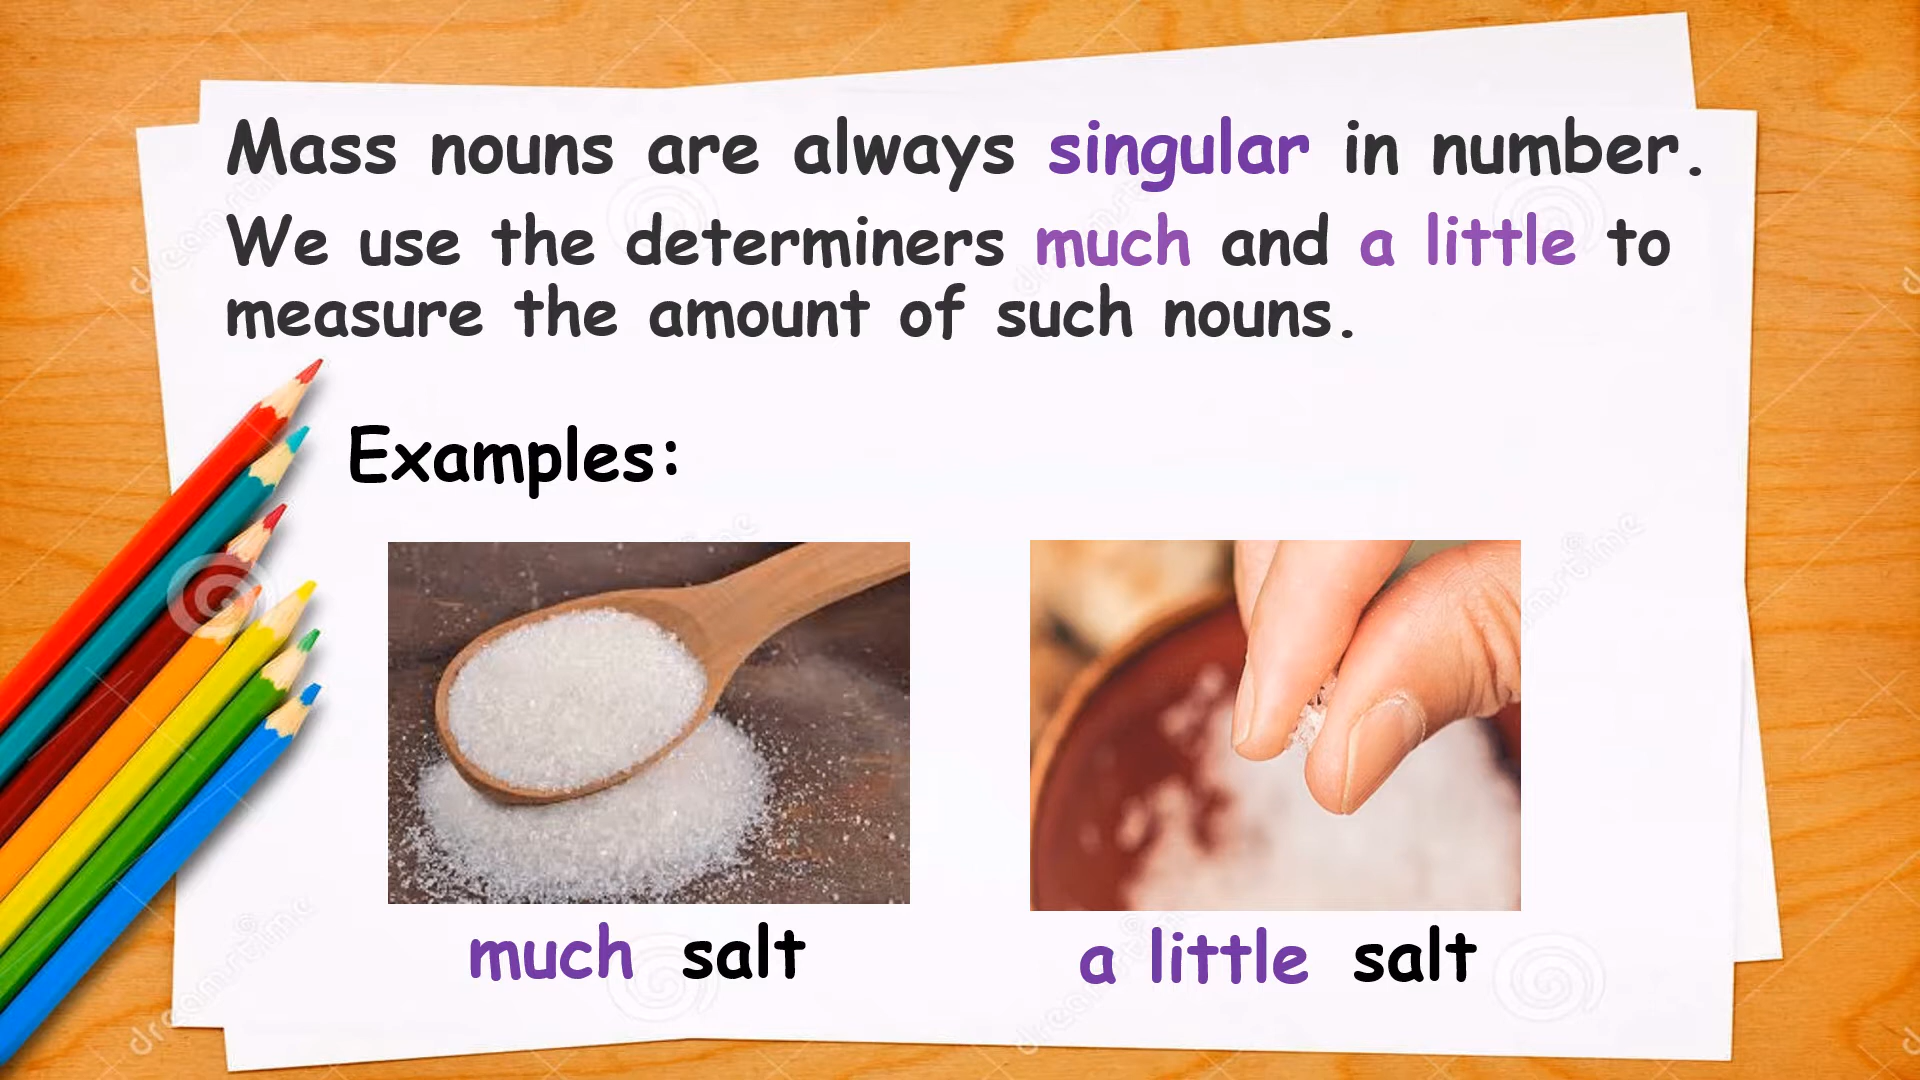 Mass nouns are always singular in number.
We use the determiners much and a little to
measure the amount of such nouns.
Examples:
much salt
a little salt
dreamstime